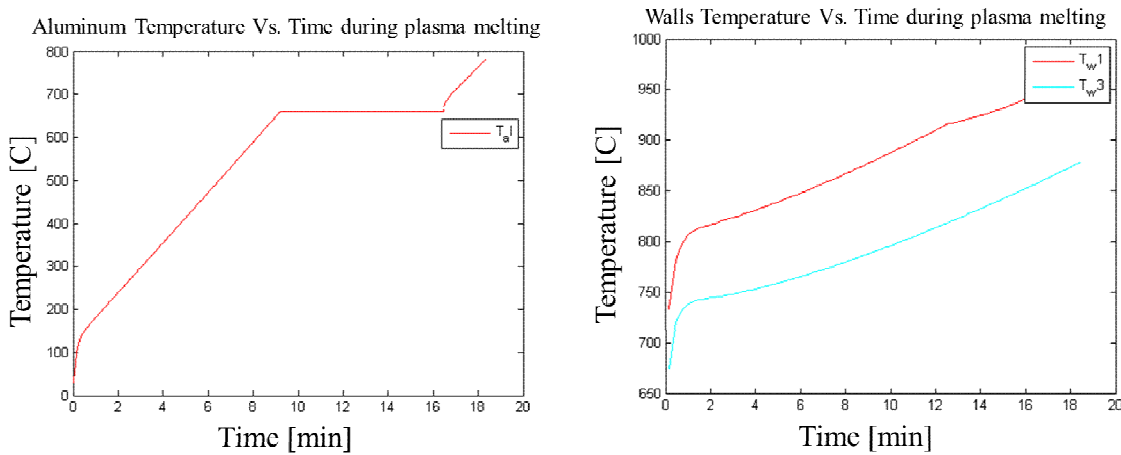 Aluminum Temperature Vs. Time during plasma melting
800
700
600
500
400
300
200
100
0
0 2 4 6 8 10 12 14 16 18 20
Temperature [C]
Time [min]
T_al
Walls Temperature Vs. Time during plasma melting
1000
950
900
850
800
750
700
650
0 2 4 6 8 10 12 14 16 18 20
Temperature [C]
Time [min]
T_w1
T_w3